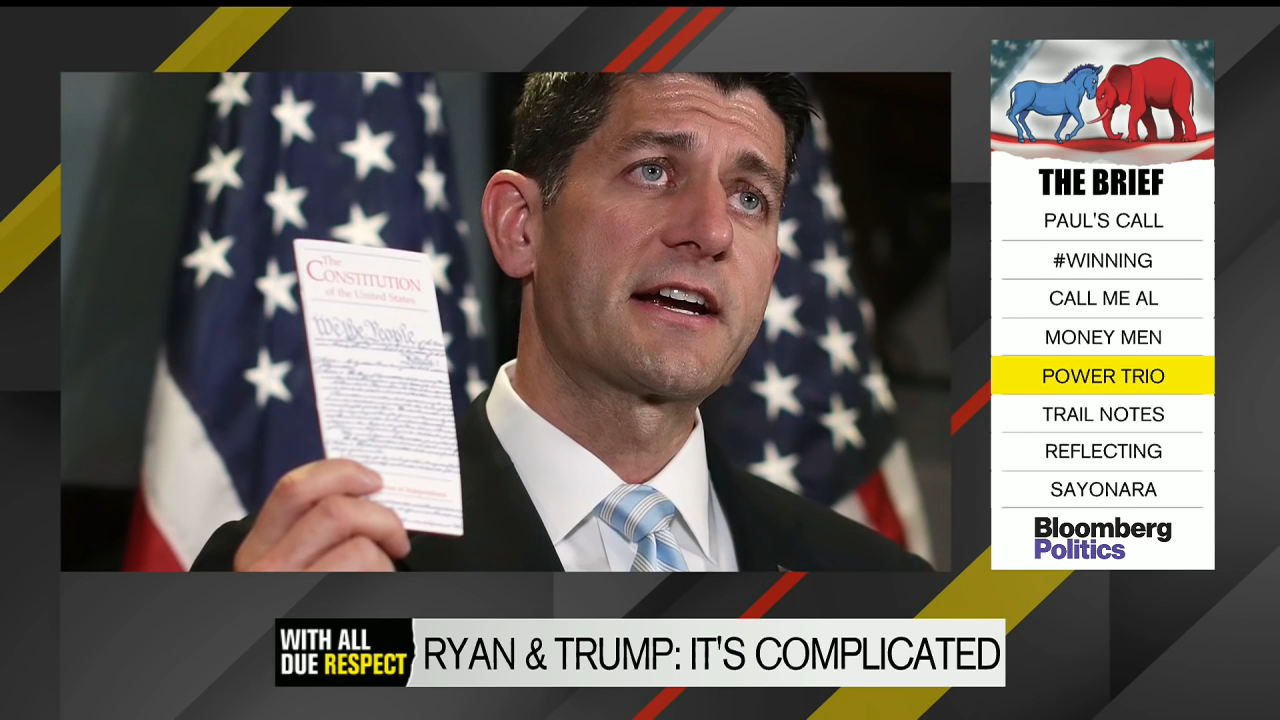 The
CONSTITUTION
of the United States
We the People
THE BRIEF
PAUL'S CALL
#WINNING
CALL ME AL
MONEY MEN
POWER TRIO
TRAIL NOTES
REFLECTING
SAYONARA
Bloomberg
Politics
WITH ALL
DUE RESPECT
RYAN & TRUMP: IT'S COMPLICATED